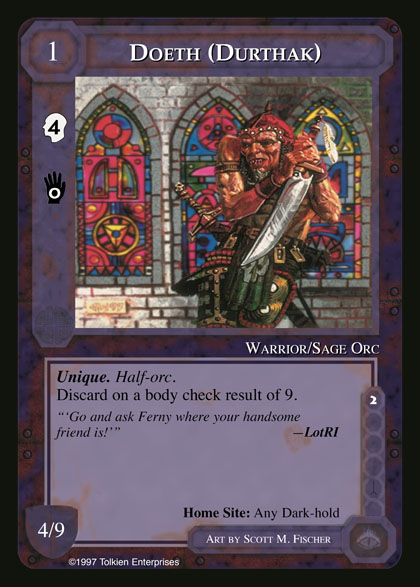 1
DOETH (DURTHAK)
4
WARRIOR/SAGE ORC
Unique. Half-orc.
Discard on a body check result of 9.
2
“‘Go and ask Ferny where your handsome
friend is!’”
–LotRI
Home Site: Any Dark-hold
4/9
ART BY SCOTT M. FISCHER
©1997 Tolkien Enterprises